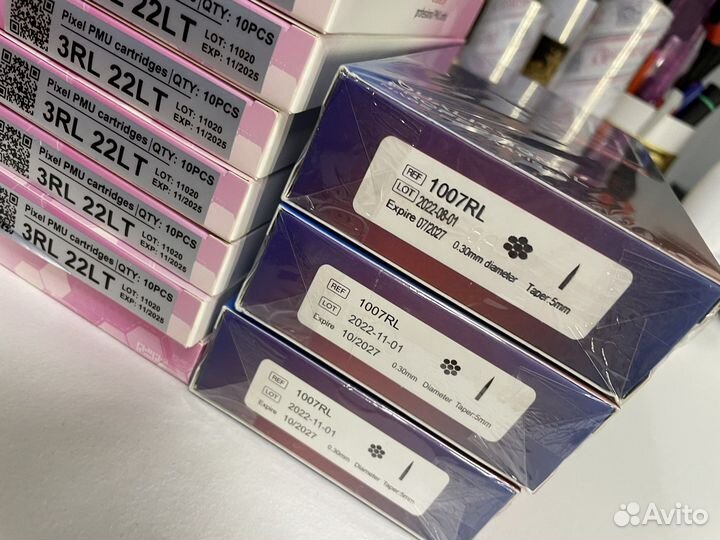 Pixel PMU cartridges | QTY: 10PCS
3RL 22LT
LOT: 11020
EXP: 11/2025
Pixel PMU cartridges | QTY: 10PCS
3RL 22LT
LOT: 11020
EXP: 11/2025
Pixel PMU cartridges | QTY: 10PCS
3RL 22LT
LOT: 11020
EXP: 11/2025
Pixel PMU cartridges | QTY: 10PCS
3RL 22LT
LOT: 11020
EXP: 11/2025
REF 1007RL
LOT 2022-08-01
Expire 07/2027
0.30mm diameter Taper:5mm
REF 1007RL
LOT 2022-11-01
Expire 10/2027
0.30mm Diameter Taper:5mm
REF 1007RL
LOT 2022-11-01
Expire 10/2027
0.30mm Diameter Taper:5mm
Avito